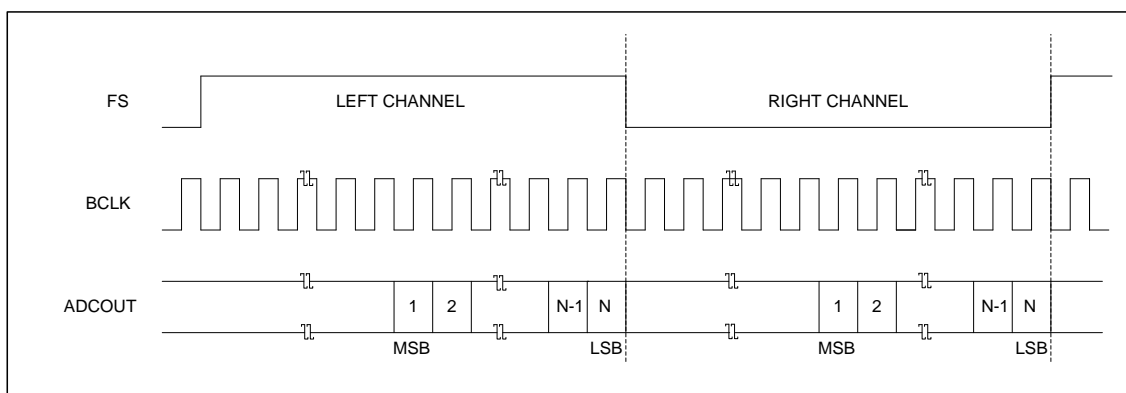 FS
LEFT CHANNEL
RIGHT CHANNEL
BCLK
ADCOUT
1 2 N-1 N 1 2 N-1 N
MSB LSB MSB LSB